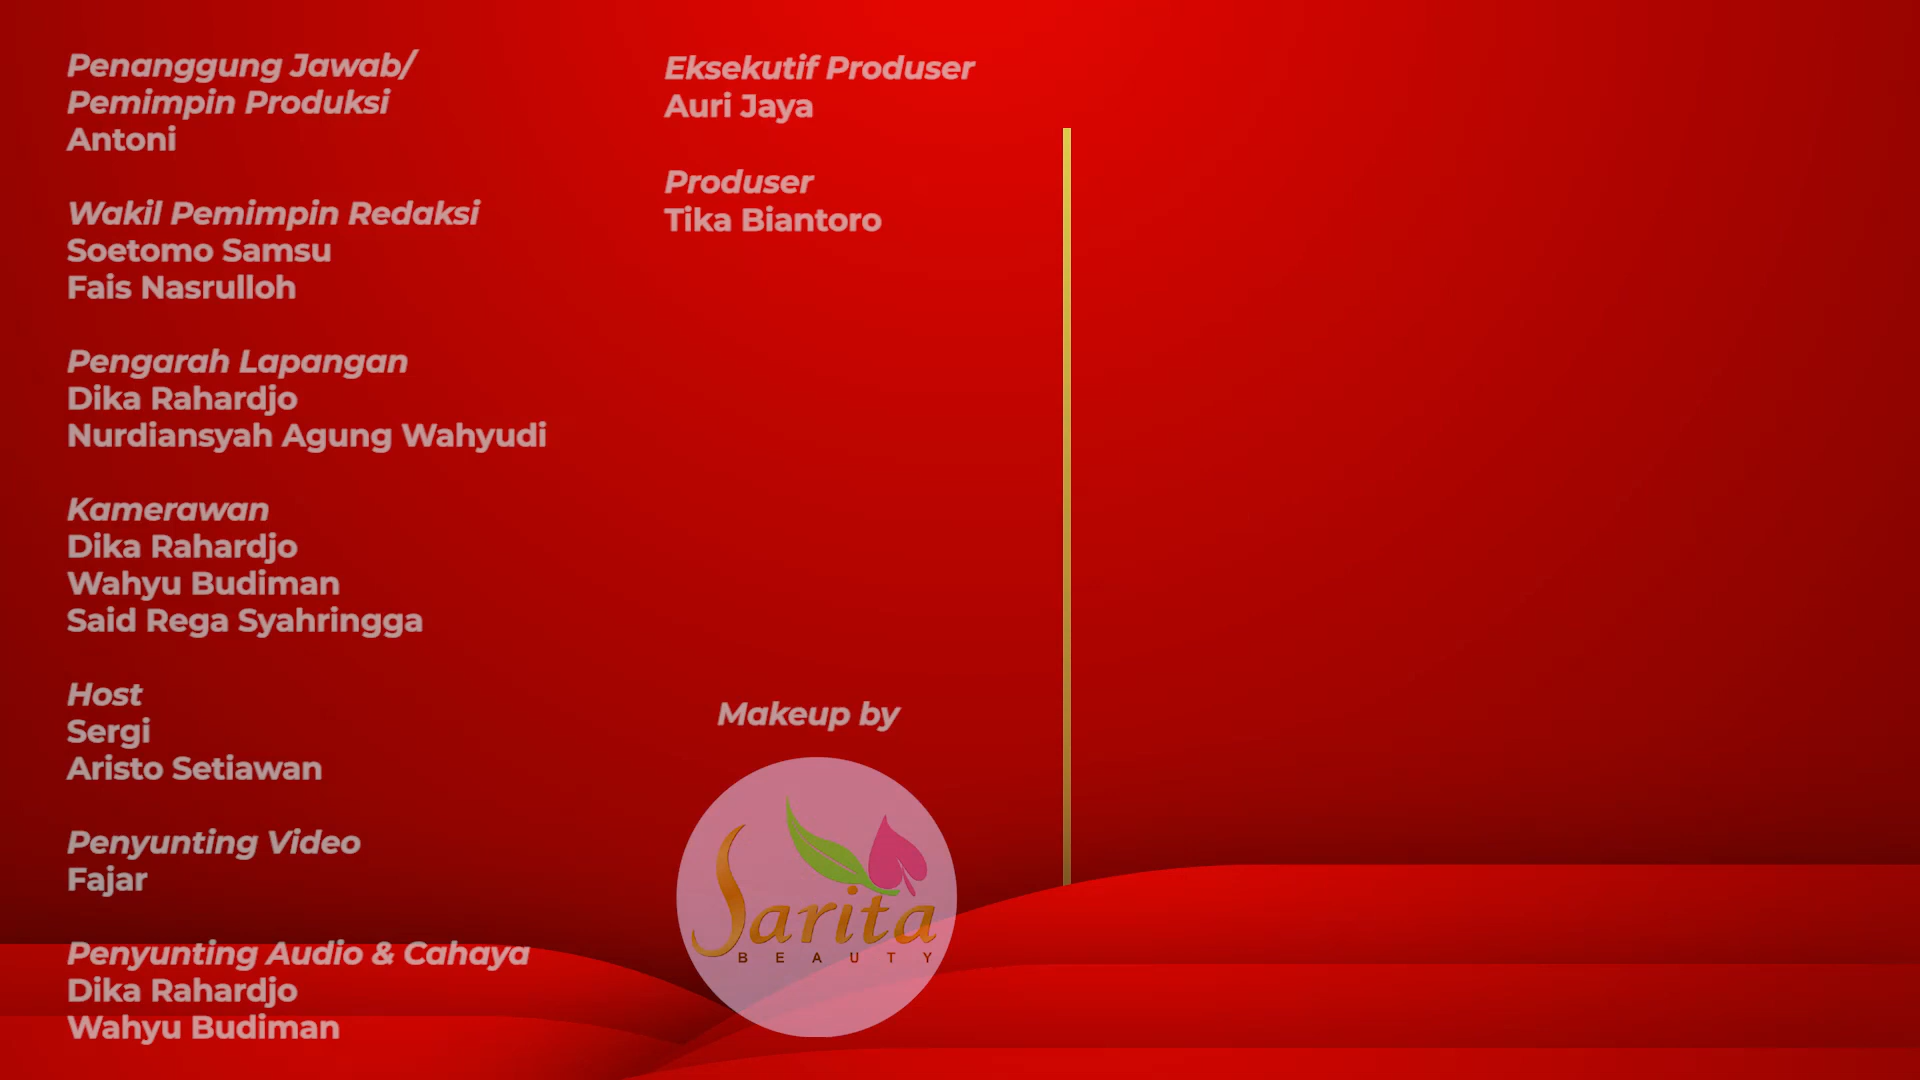 Penanggung Jawab/
Pemimpin Produksi
Antoni
Wakil Pemimpin Redaksi
Soetomo Samsu
Fais Nasrulloh
Pengarah Lapangan
Dika Rahardjo
Nurdiansyah Agung Wahyudi
Kamerawan
Dika Rahardjo
Wahyu Budiman
Said Rega Syahringga
Host
Sergi
Aristo Setiawan
Penyunting Video
Fajar
Penyunting Audio & Cahaya
Dika Rahardjo
Wahyu Budiman
Eksekutif Produser
Auri Jaya
Produser
Tika Biantoro
Makeup by
Sarita
BEAUTY